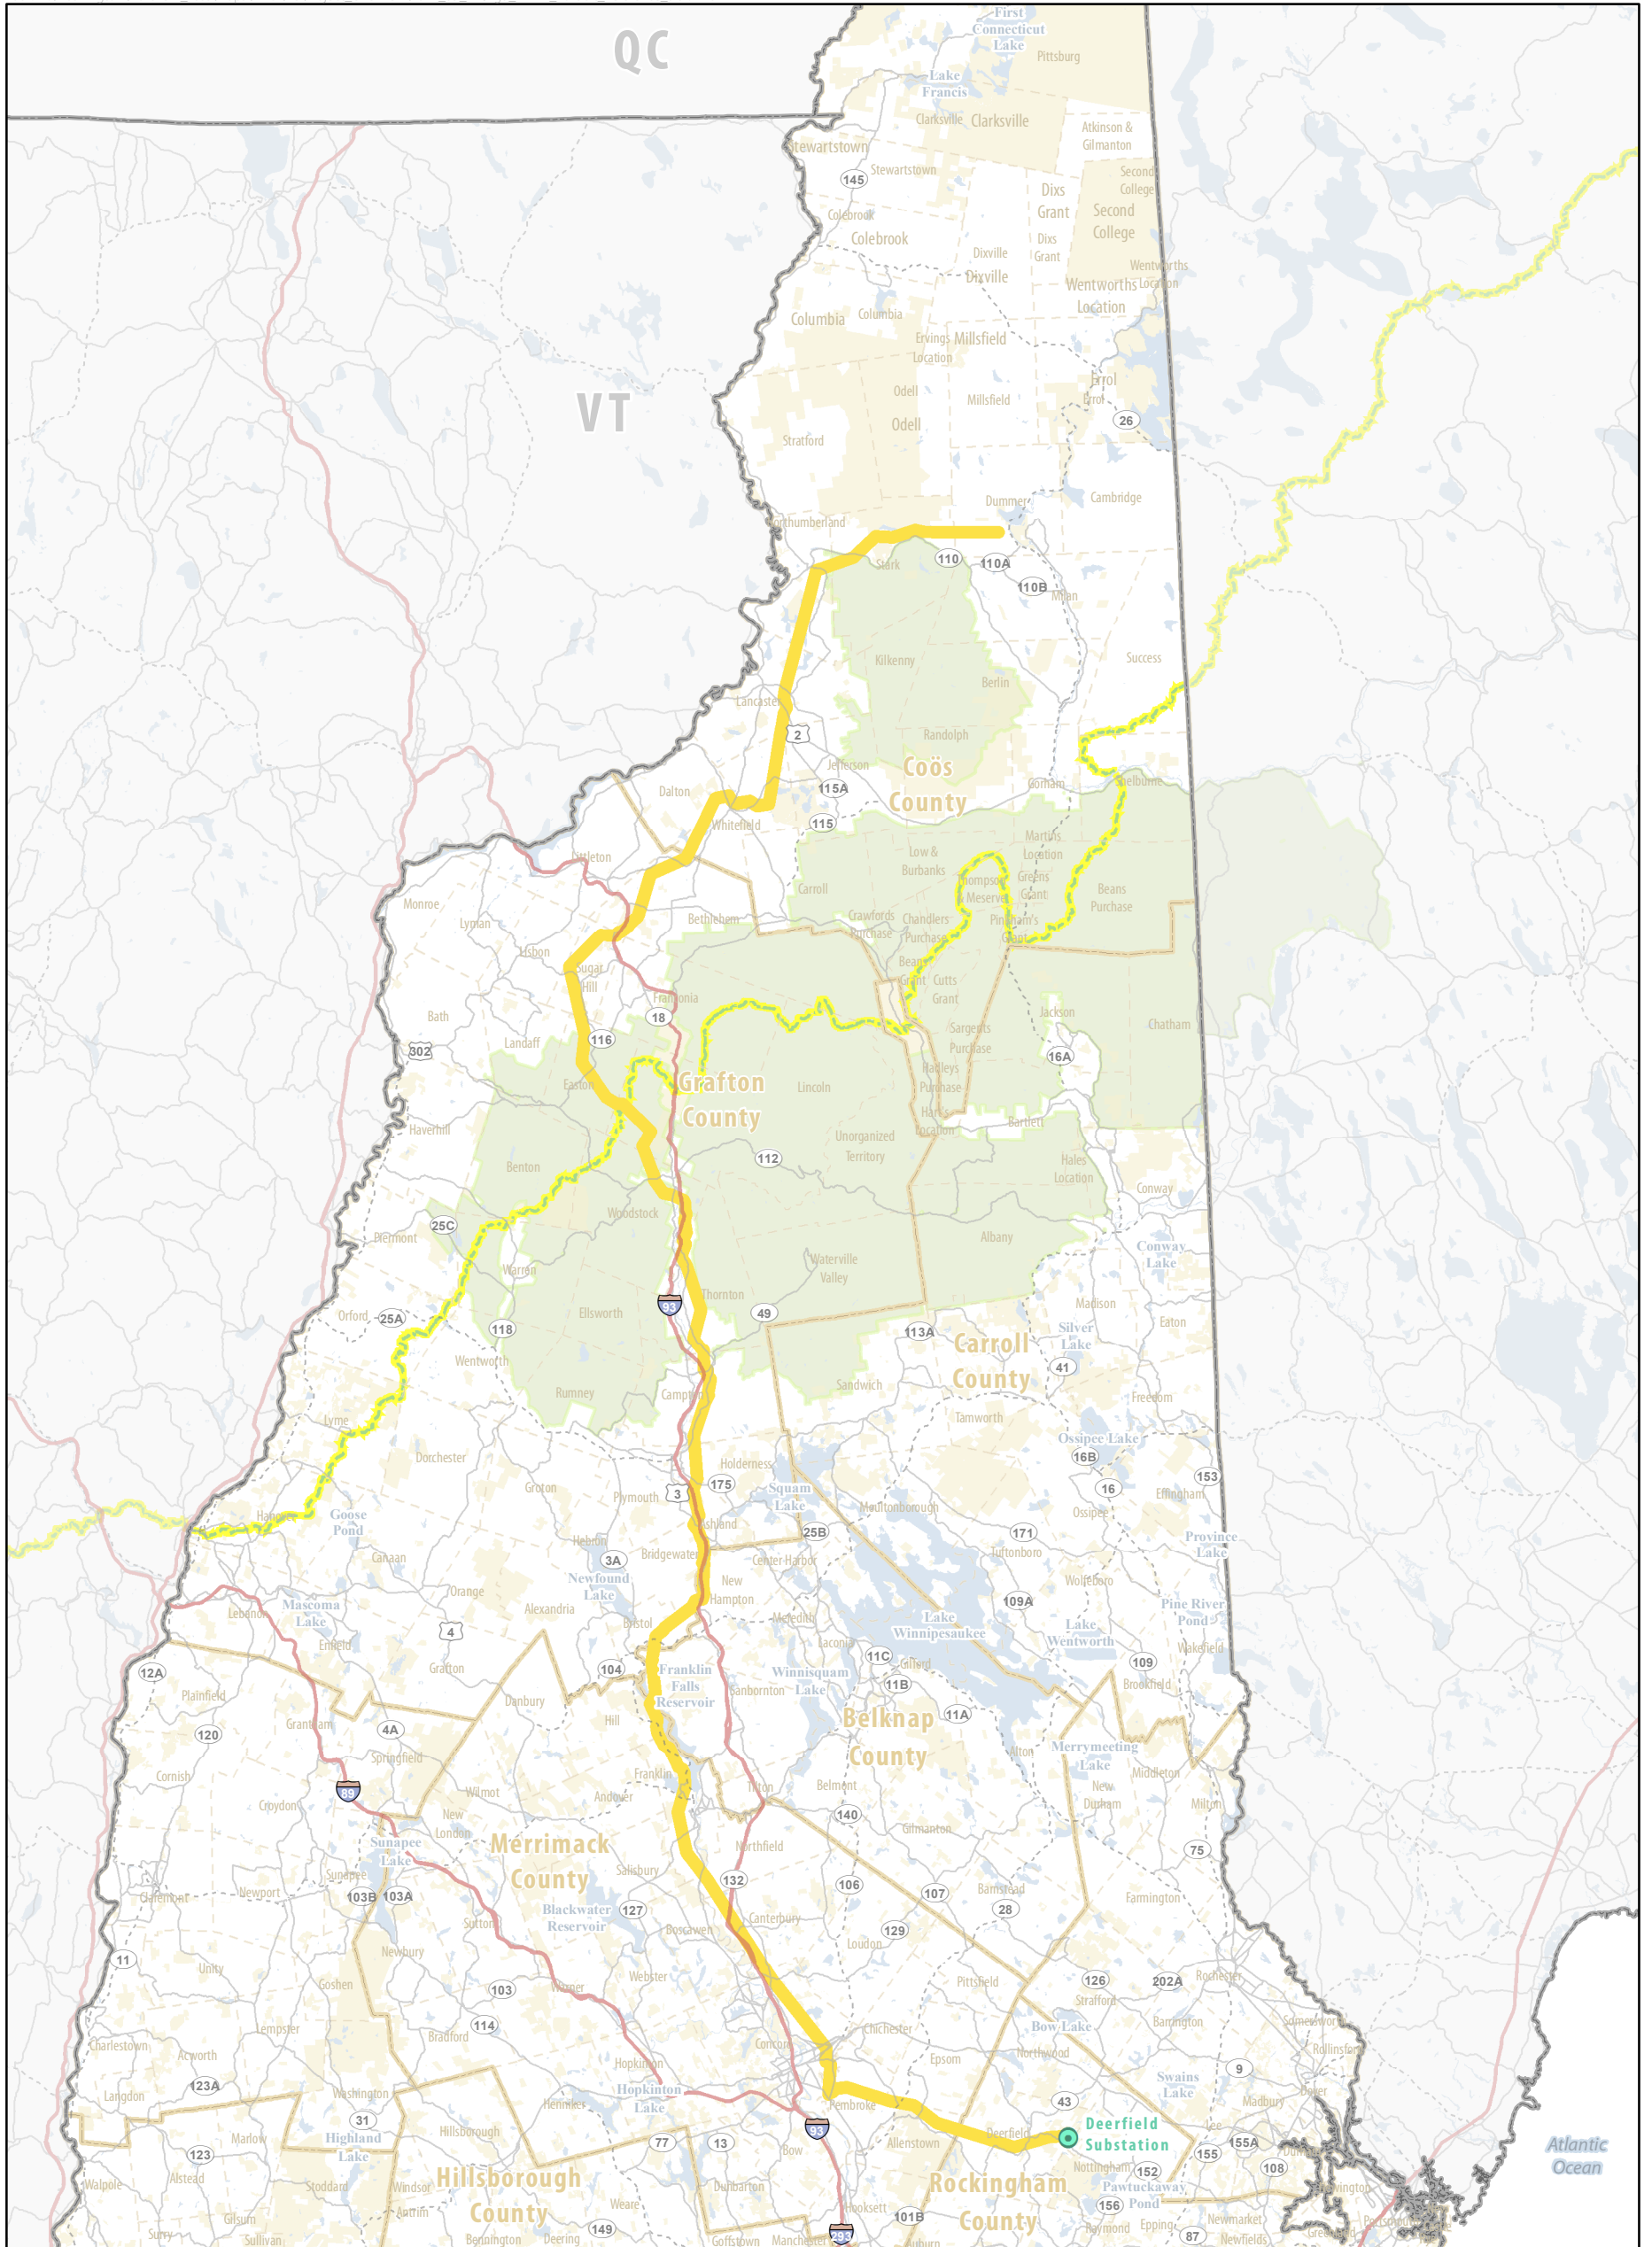 QC
First
Connecticut
Lake
Pittsburg
Lake
Francis
Clarksville
Clarksville
Atkinson &
Gilmanton
Stewartstown
Stewartstown
145
Second
College
Dixs
Grant
Second
College
Colebrook
Colebrook
Dixs
Grant
Dixville
Dixville
Wentworths
Location
Wentworths
Location
Columbia
Columbia
Ervings
Location
Millsfield
VT
Odell
Odell
Millsfield
Errol
Errol
26
Stratford
Dummer
Cambridge
Northumberland
Stark
110
110A
110B
Milan
Kilkenny
Success
Berlin
Lancaster
2
Randolph
Jefferson
Coös
County
Dalton
115A
Gorham
Shelburne
Whitefield
115
Martins
Location
Littleton
Low &
Burbanks
Thompson
& Meserve
Greens
Grant
Beans
Purchase
Carroll
Monroe
Lyman
Bethlehem
Crawfords
Purchase
Chandlers
Purchase
Pinkham's
Grant
Lisbon
Sugar
Hill
Beans
Grant
Cutts
Grant
Franconia
Bath
18
Jackson
Chatham
Landaff
116
302
Sargents
Purchase
16A
Easton
Grafton
County
Lincoln
Hadleys
Purchase
Haverhill
Hart's
Location
Bartlett
Unorganized
Territory
112
Benton
Hales
Location
Conway
Woodstock
25C
Piermont
Albany
Conway
Lake
Warren
Waterville
Valley
Thornton
93
49
Ellsworth
Orford
25A
118
Madison
Silver
Lake
Eaton
113A
Carroll
County
Wentworth
41
Rumney
Campton
Sandwich
Freedom
Lyme
Tamworth
Dorchester
Ossipee Lake
16B
Holderness
175
Squam
Lake
153
16
Effingham
Groton
Plymouth
3
Moultonborough
Hanover
Goose
Pond
Ashland
25B
Ossipee
171
Hebron
Province
Lake
Canaan
3A
Bridgewater
Center Harbor
Tuftonboro
Newfound
Lake
New
Hampton
Wolfeboro
Orange
Mascoma
Lake
Lebanon
Alexandria
109A
Pine River
Pond
Bristol
Meredith
Lake
Winnipesaukee
Lake
Wentworth
4
Enfield
Laconia
Wakefield
12A
Grafton
104
Franklin
Falls
Reservoir
Winnisquam
Lake
11C
Gilford
109
11B
Brookfield
Plainfield
Danbury
Sanbornton
120
Grantham
4A
Hill
Belknap
County
11A
Springfield
Alton
Merrymeeting
Lake
Cornish
Franklin
Tilton
Belmont
Middleton
89
Croydon
Wilmot
Andover
New
Durham
Milton
New
London
140
Gilmanton
Sunapee
Lake
Merrimack
County
Northfield
75
Sunapee
Salisbury
132
Claremont
Newport
103B
103A
106
107
Barnstead
Farmington
Sutton
Blackwater
Reservoir
127
28
Canterbury
Boscawen
129
Loudon
11
Newbury
Unity
Goshen
Webster
Pittsfield
126
202A
Rochester
103
Warner
Strafford
114
Lempster
Bow Lake
Barrington
Somersworth
Charlestown
Bradford
Chichester
Concord
Rollinsford
Acworth
Hopkinton
Epsom
Northwood
9
Langdon
123A
Washington
Hopkinton
Lake
Swains
Lake
Dover
Madbury
31
Henniker
Pembroke
43
Highland
Lake
Hillsborough
93
Deerfield
Deerfield
Substation
Lee
123
Marlow
77
13
Bow
Allenstown
155
155A
Atlantic
Ocean
Walpole
Alstead
Stoddard
Windsor
Hillsborough
County
Dunbarton
Rockingham
County
Nottingham
152
108
Pawtuckaway
Pond
Antrim
Weare
Hooksett
156
Newington
Gilsum
101B
Newmarket
Surry
Sullivan
Bennington
Deering
149
Goffstown
Manchester
293
Auburn
Raymond
Epping
87
Newfields